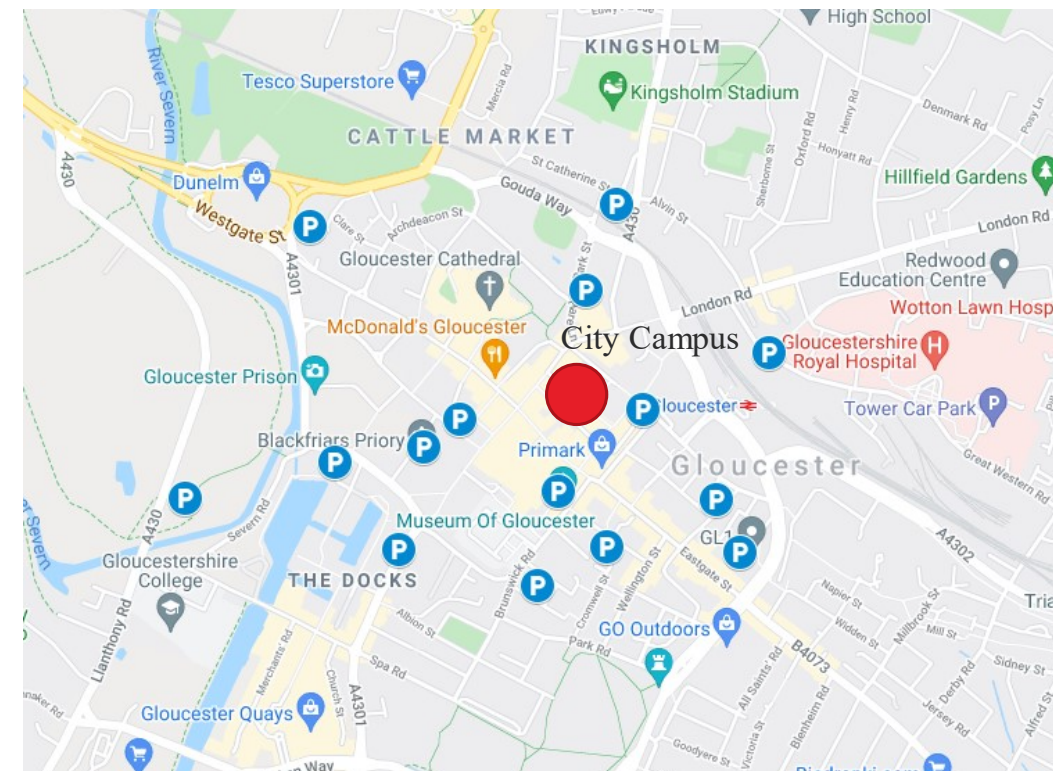 High School
KINGSHOLM
Tesco Superstore
Mercia Rd
Kingsholm Stadium
River Severn
CATTLE MARKET
Oxford Rd
Henry Rd
Denmark Rd
Posy Ln
Honyatt Rd
A430
St Catherine St
Sherborne St
Hillfield Gardens
Dunelm
Gouda Way
Alvin St
A430
Westgate St
P
P
Clare St
Archdeacon St
London Rd
A4301
Gloucester Cathedral
Redwood
Education Centre
P
London Rd
Wotton Lawn Hosp
McDonald's Gloucester
City Campus
P
Gloucestershire
Royal Hospital
H
Gloucester Prison
Tower Car Park
P
P
loucester
P
Blackfriars Priory
P
Primark
P
Gloucester
Great Western Rd
P
P
P
A430
Severn Rd
Museum Of Gloucester
GL1
A4302
Gloucestershire
College
P
P
P
THE DOCKS
Brunswick Rd
P
Cromwell St
Wellington St
Eastgate St
Napier St
Tria
Llanthony Rd
Albion St
Park Rd
GO Outdoors
Widden St
Millbrook St
Mill St
B4073
Spa Rd
Merchants' Rd
Church St
A4301
All Saints' Rd
Sidney St
Derby Rd
Jersey Rd
Alfred St
Gloucester Quays
Blenheim Rd
Victoria St
Goodyere St
Way